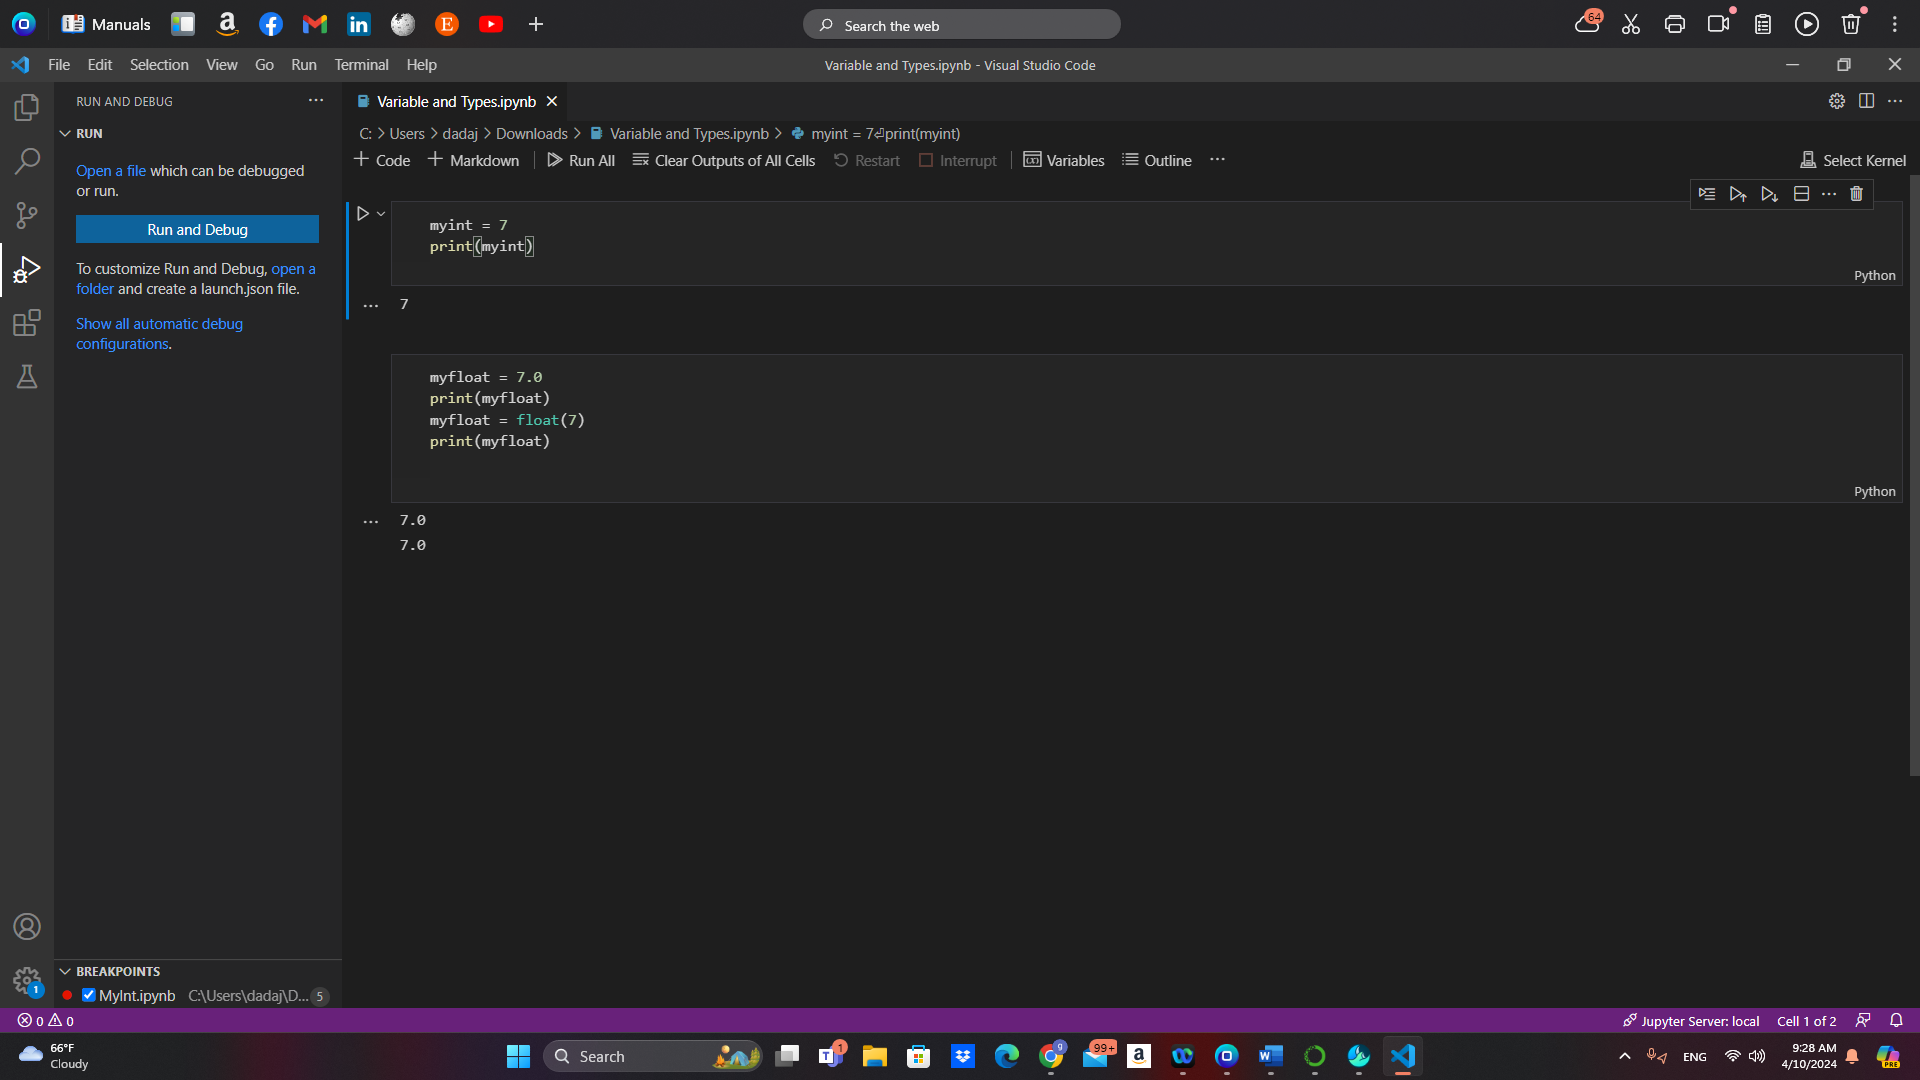 Manuals
Search the web
64
File Edit Selection View Go Run Terminal Help
Variable and Types.ipynb - Visual Studio Code
RUN AND DEBUG
RUN
Open a file which can be debugged
or run.
Run and Debug
To customize Run and Debug, open a
folder and create a launch.json file.
Show all automatic debug
configurations.
Variable and Types.ipynb
C: > Users > dadaj > Downloads > Variable and Types.ipynb > myint = 7⏎print(myint)
+ Code + Markdown Run All Clear Outputs of All Cells Restart Interrupt Variables Outline ...
Select Kernel
myint = 7
print(myint)
Python
7
myfloat = 7.0
print(myfloat)
myfloat = float(7)
print(myfloat)
Python
7.0
7.0
1
BREAKPOINTS
MyInt.ipynb C:\Users\dadaj\D... 5
0 0
Jupyter Server: local Cell 1 of 2
66°F
Cloudy
Search
1
99+
ENG
9:28 AM
4/10/2024
PRE